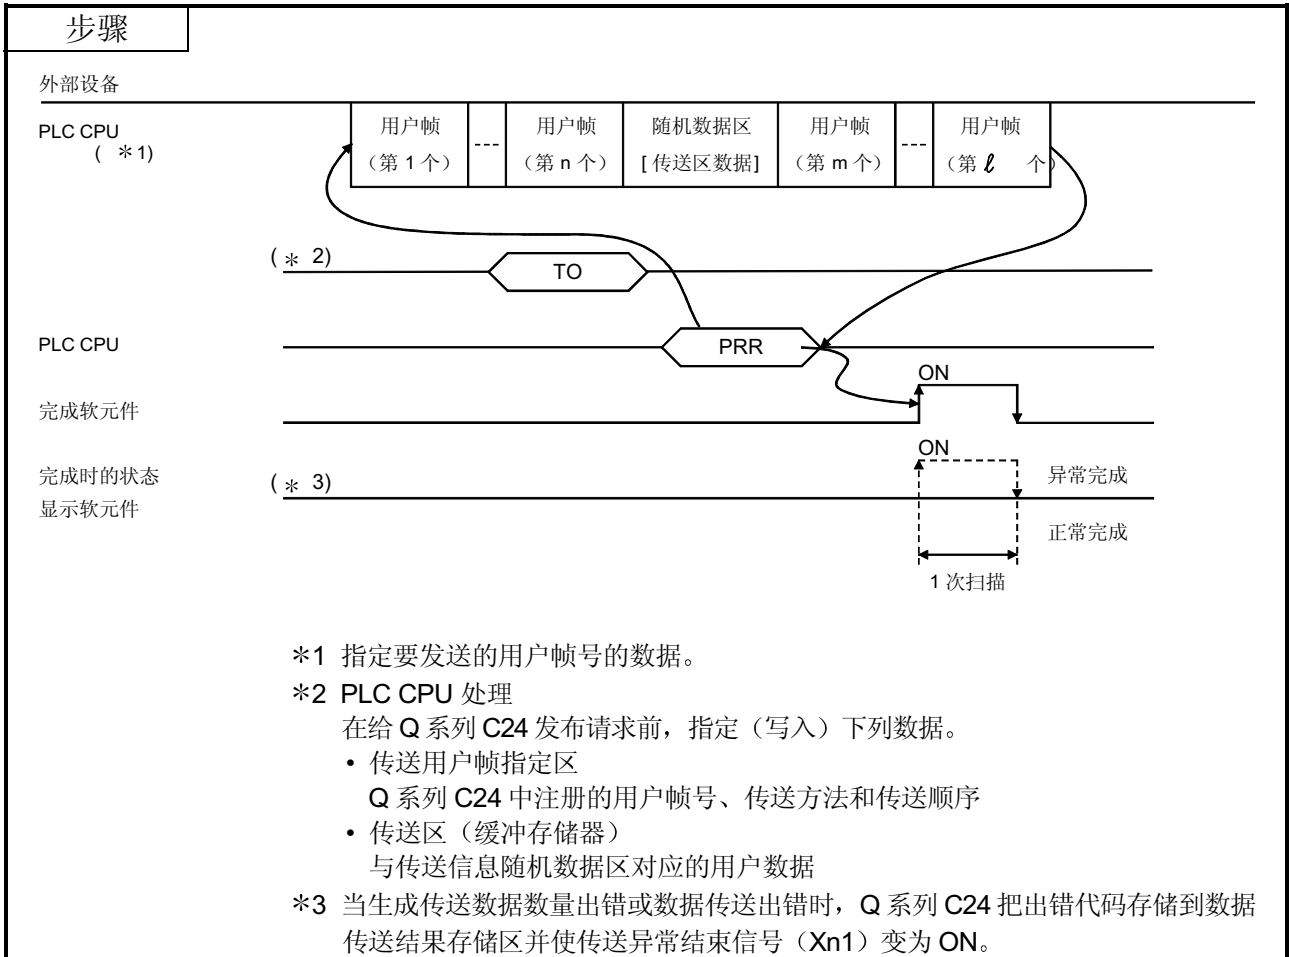 步骤
外部设备
PLC CPU
( ＊1)
用户帧
（第 1 个）
用户帧
（第 n 个）
随机数据区
[ 传送区数据]
用户帧
（第 m 个）
用户帧
（第 ℓ 个）
( ＊ 2)
TO
PLC CPU
PRR
ON
完成软元件
ON
完成时的状态
显示软元件
( ＊ 3)
异常完成
正常完成
1 次扫描
＊1 指定要发送的用户帧号的数据。
＊2 PLC CPU 处理
在给 Q 系列 C24 发布请求前，指定（写入）下列数据。
• 传送用户帧指定区
Q 系列 C24 中注册的用户帧号、传送方法和传送顺序
• 传送区（缓冲存储器）
与传送信息随机数据区对应的用户数据
＊3 当生成传送数据数量出错或数据传送出错时，Q 系列 C24 把出错代码存储到数据
传送结果存储区并使传送异常结束信号（Xn1）变为 ON。